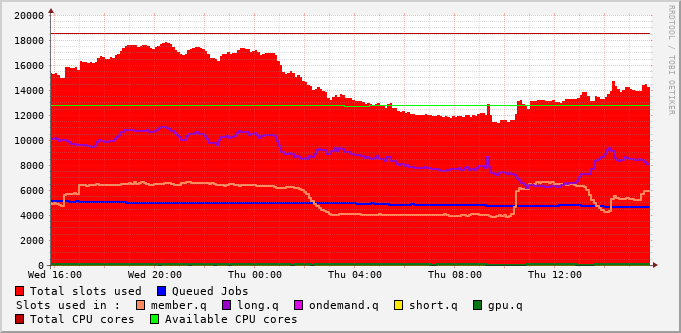 20000
18000
16000
14000
12000
10000
8000
6000
4000
2000
0
Wed 16:00 Wed 20:00 Thu 00:00 Thu 04:00 Thu 08:00 Thu 12:00
Total slots used Queued Jobs
Slots used in : member.q long.q ondemand.q short.q gpu.q
Total CPU cores Available CPU cores
RRDTOOL / TOBI OETIKER